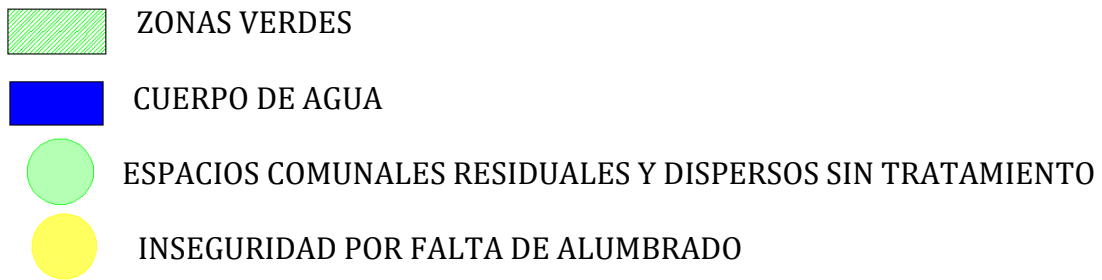 ZONAS VERDES
CUERPO DE AGUA
ESPACIOS COMUNALES RESIDUALES Y DISPERSOS SIN TRATAMIENTO
INSEGURIDAD POR FALTA DE ALUMBRADO